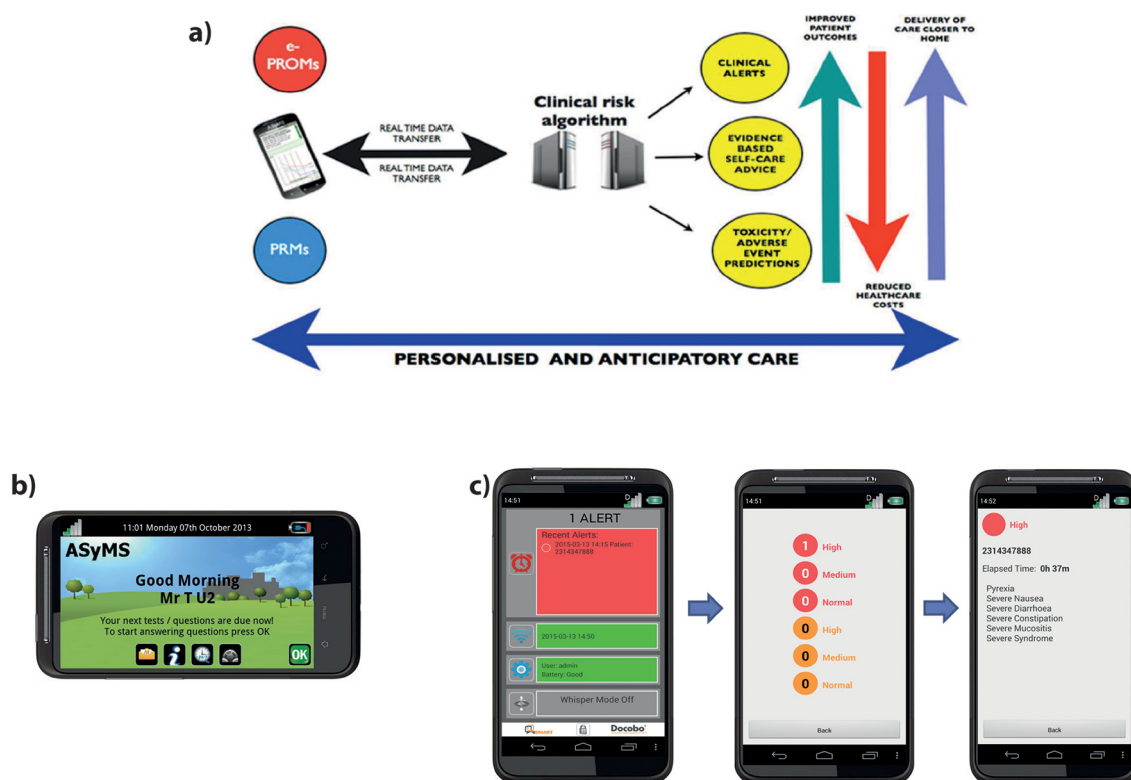 a)
e-
PROMs
ASyMS
PRMs
REAL TIME DATA
TRANSFER
REAL TIME DATA
TRANSFER
Clinical risk
algorithm
CLINICAL
ALERTS
EVIDENCE
BASED
SELF-CARE
ADVICE
TOXICITY/
ADVERSE
EVENT
PREDICTIONS
IMPROVED
PATIENT
OUTCOMES
DELIVERY OF
CARE CLOSER TO
HOME
REDUCED
HEALTHCARE
COSTS
PERSONALISED AND ANTICIPATORY CARE
b)
11:01 Monday 07th October 2013
ASyMS
Good Morning
Mr T U2
Your next tests / questions are due now!
To start answering questions press OK
OK
c)
14:51
1 ALERT
Recent Alerts:
2015-03-13 14:15 Patient:
2314347888
2015-03-13 14:50
User: admin
Battery: Good
Whisper Mode Off
eSMART
Docobo
14:51
D
1 High
0 Medium
0 Normal
0 High
0 Medium
0 Normal
Back
14:52
D
High
2314347888
Elapsed Time: 0h 37m
Pyrexia
Severe Nausea
Severe Diarrhoea
Severe Constipation
Severe Mucositis
Severe Syndrome
Back